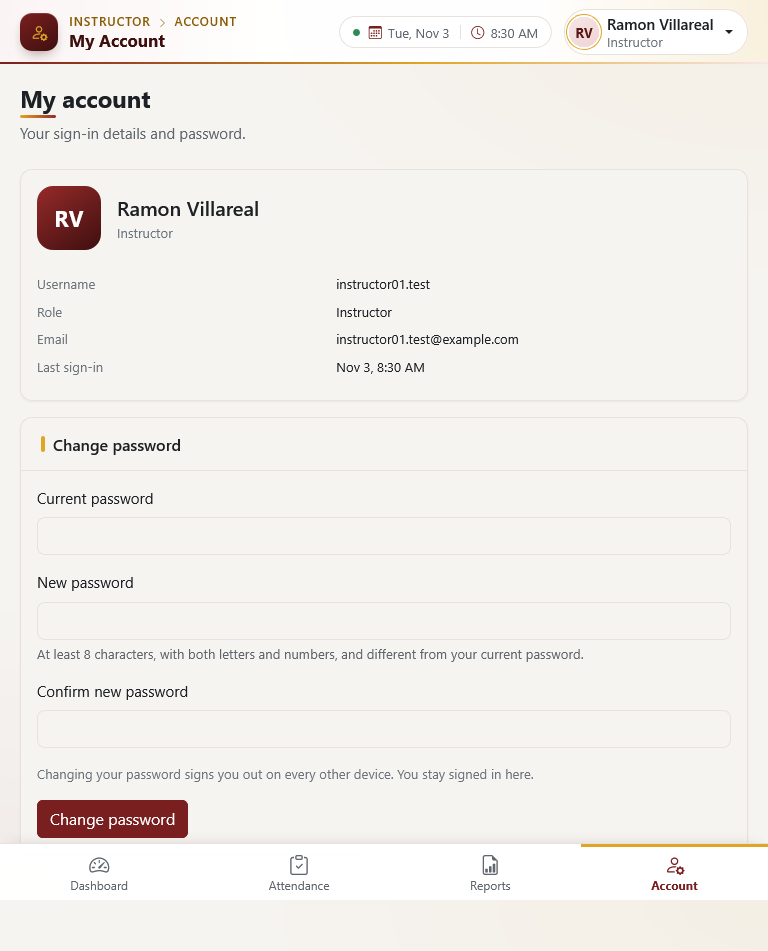 INSTRUCTOR > ACCOUNT
My Account
Tue, Nov 3 8:30 AM
RV Ramon Villareal
Instructor
My account
Your sign-in details and password.
RV
Ramon Villareal
Instructor
Username instructor01.test
Role Instructor
Email instructor01.test@example.com
Last sign-in Nov 3, 8:30 AM
Change password
Current password
New password
At least 8 characters, with both letters and numbers, and different from your current password.
Confirm new password
Changing your password signs you out on every other device. You stay signed in here.
Change password
Dashboard Attendance Reports Account